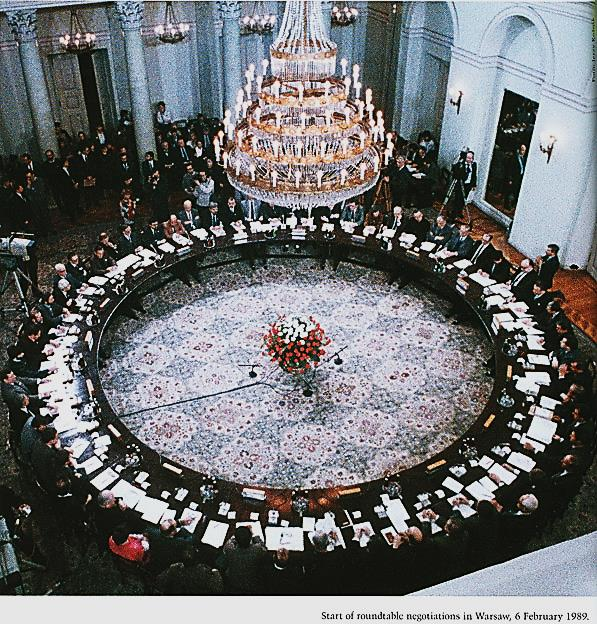 Start of roundtable negotiations in Warsaw, 6 February 1989.